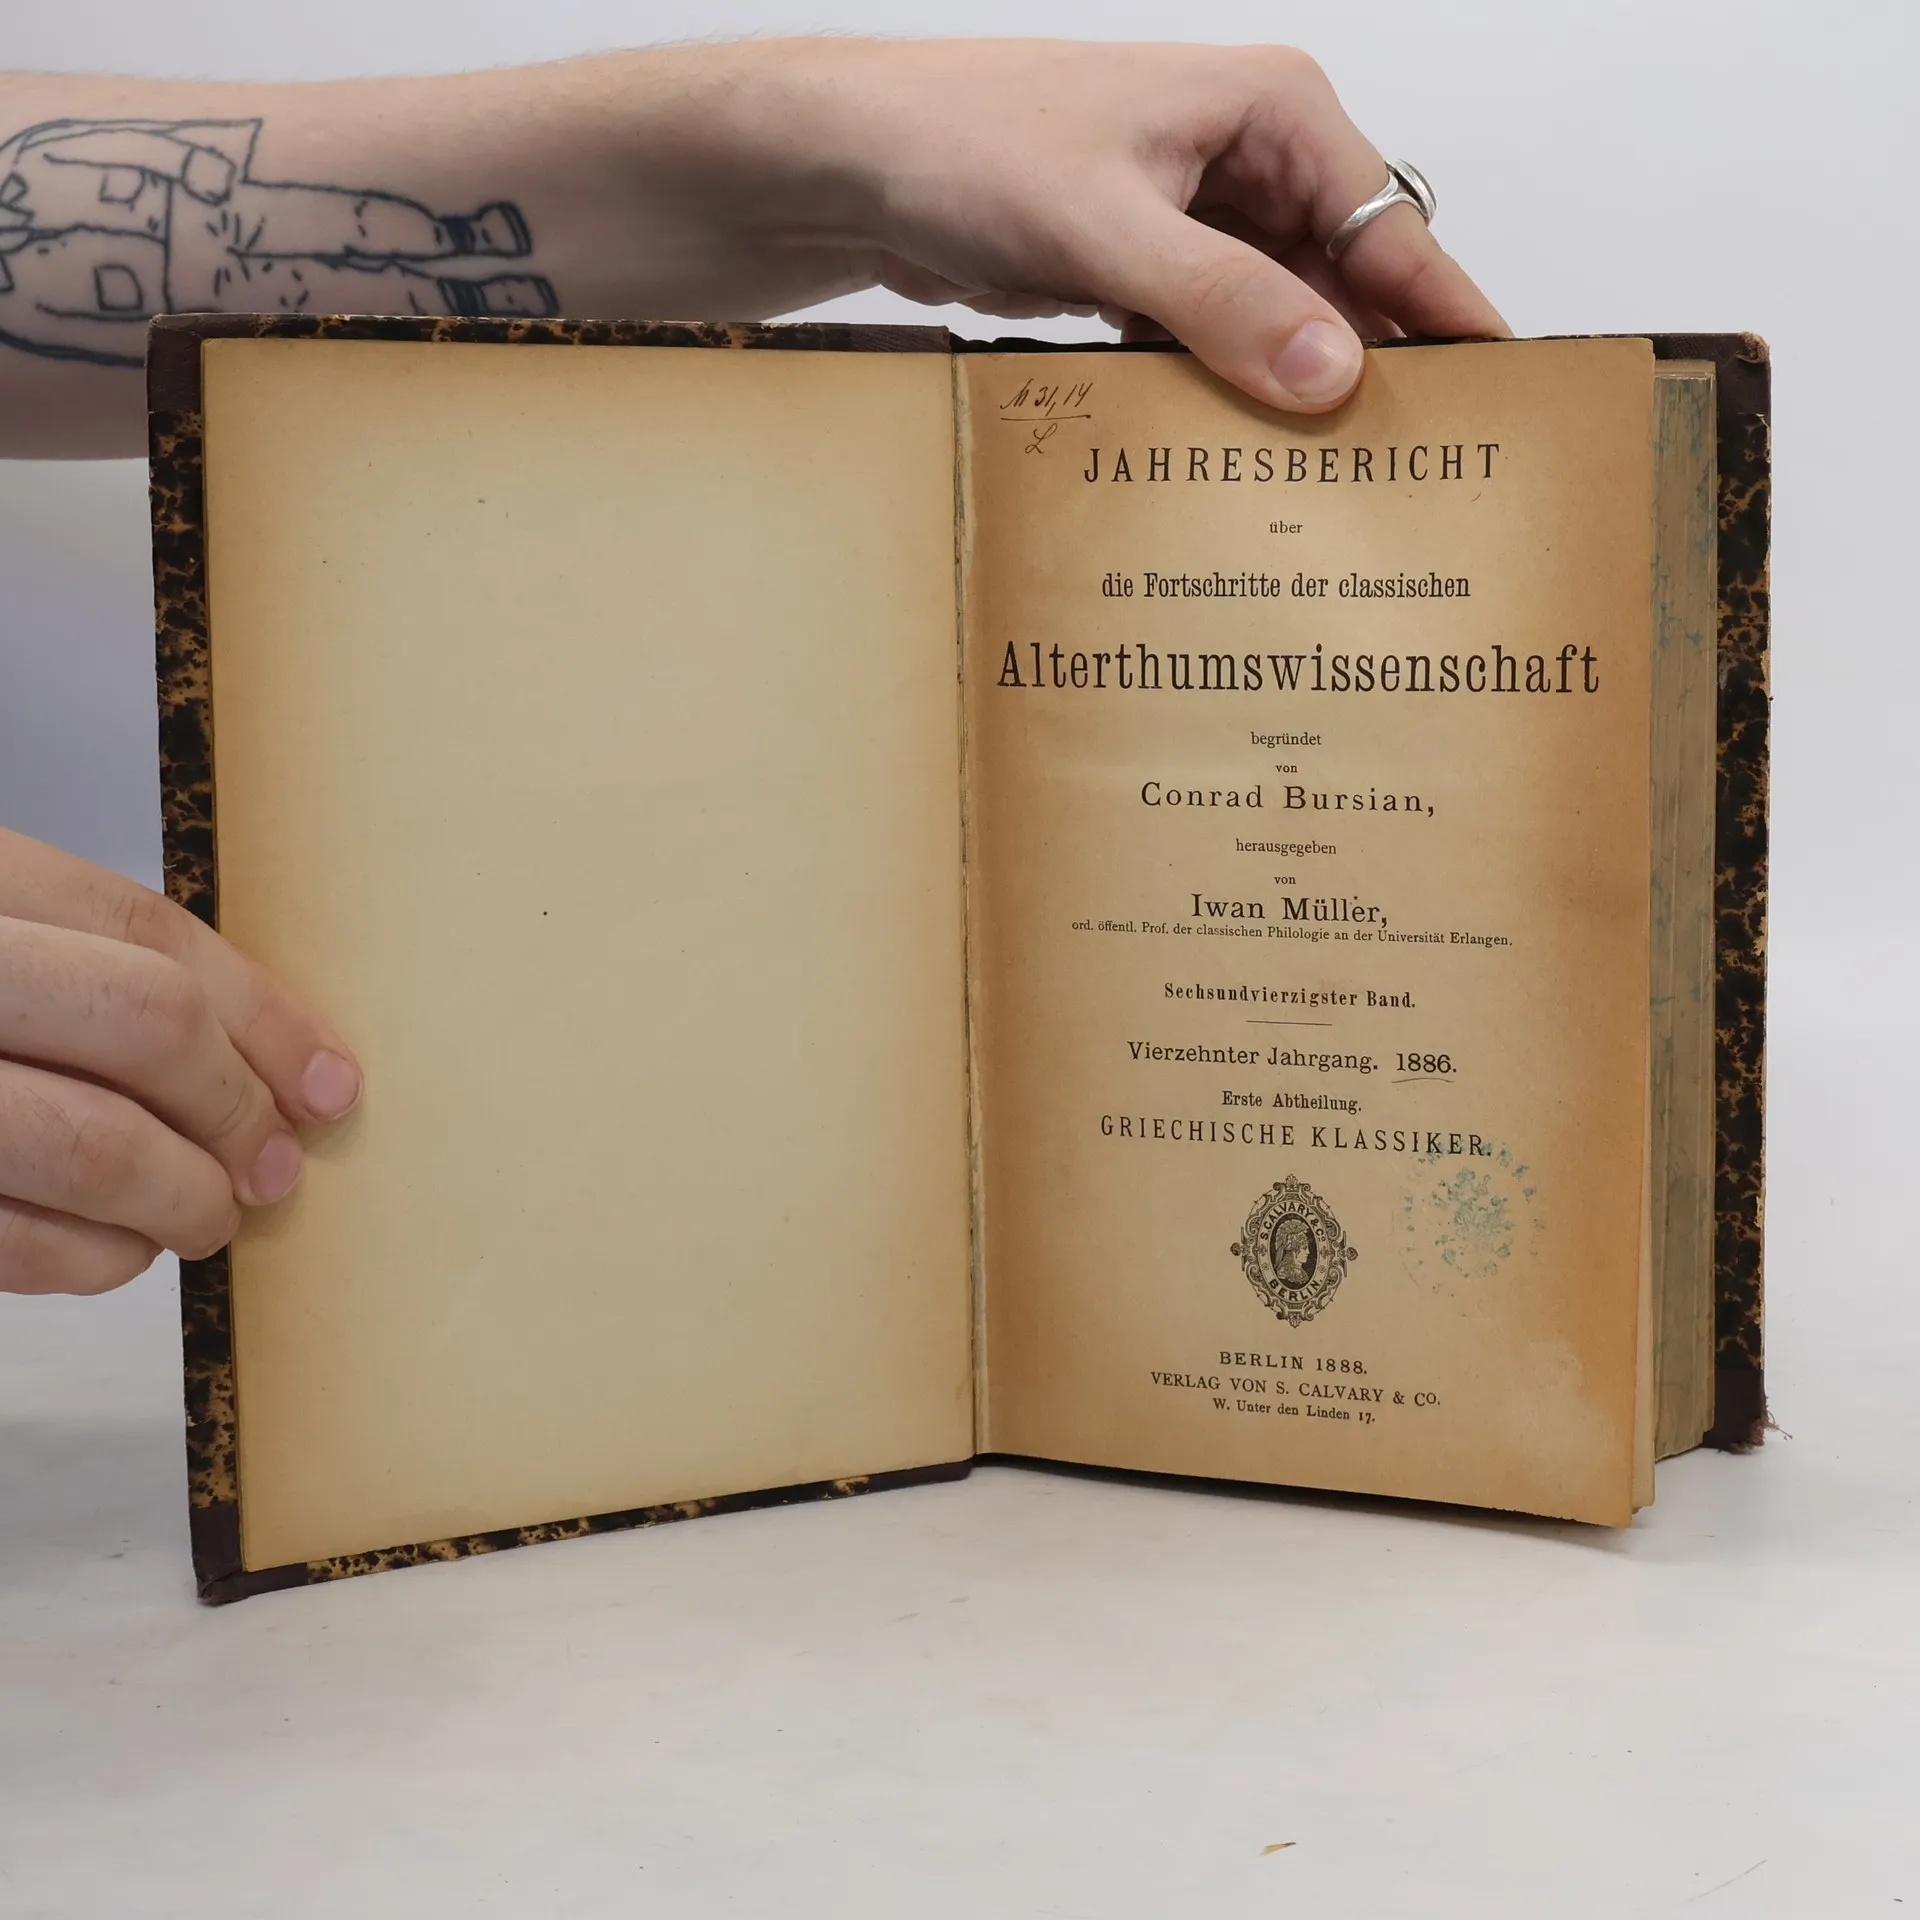 31,14
L
JAHRESBERICHT
über
die Fortschritte der classischen
Alterthumswissenschaft
begründet
von
Conrad Bursian,
herausgegeben
von
Iwan Müller,
ord. öffentl. Prof. der classischen Philologie an der Universität Erlangen.
Sechsundvierzigster Band.
Vierzehnter Jahrgang. 1886.
Erste Abtheilung.
GRIECHISCHE KLASSIKER.
S. CALVARY & Co
BERLIN.
BERLIN 1888.
VERLAG VON S. CALVARY & CO.
W. Unter den Linden 17.